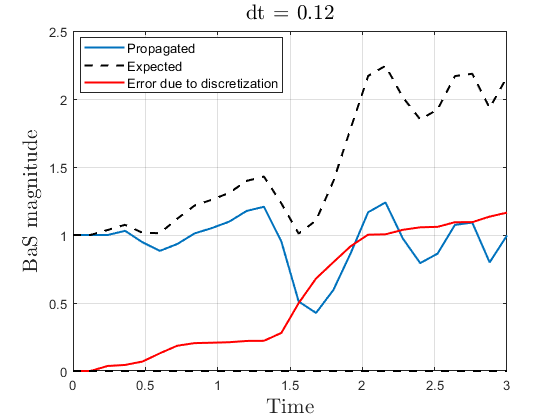 dt = 0.12
Propagated
Expected
Error due to discretization
BaS magnitude
2.5
2
1.5
1
0.5
0
0 0.5 1 1.5 2 2.5 3
Time